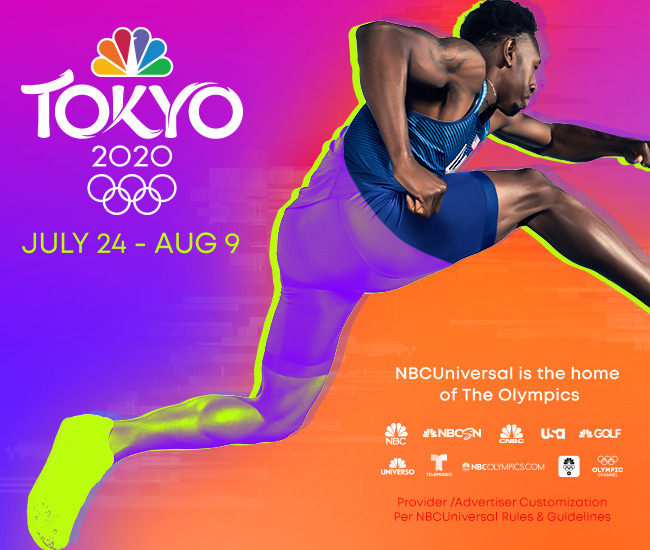 TOKYO
2020
JULY 24 - AUG 9
NBCUniversal is the home
of The Olympics
NBC NBCSN CNBC USA GOLF
UNIVERSO TELEMUNDO NBCOLYMPICS.COM OLYMPIC
CHANNEL
Provider /Advertiser Customization
Per NBCUniversal Rules & Guidelines